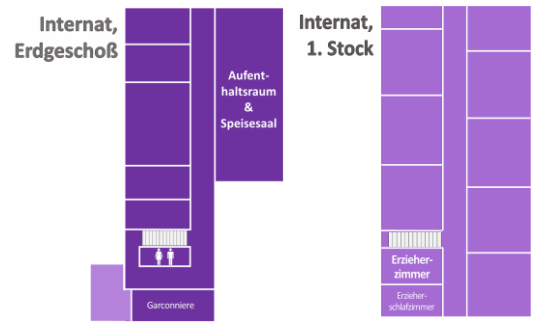 Internat,
Erdgeschoß
Aufent-
haltsraum
&
Speisesaal
Garconniere
Internat,
1. Stock
Erzieher-
zimmer
Erzieher-
schlafzimmer